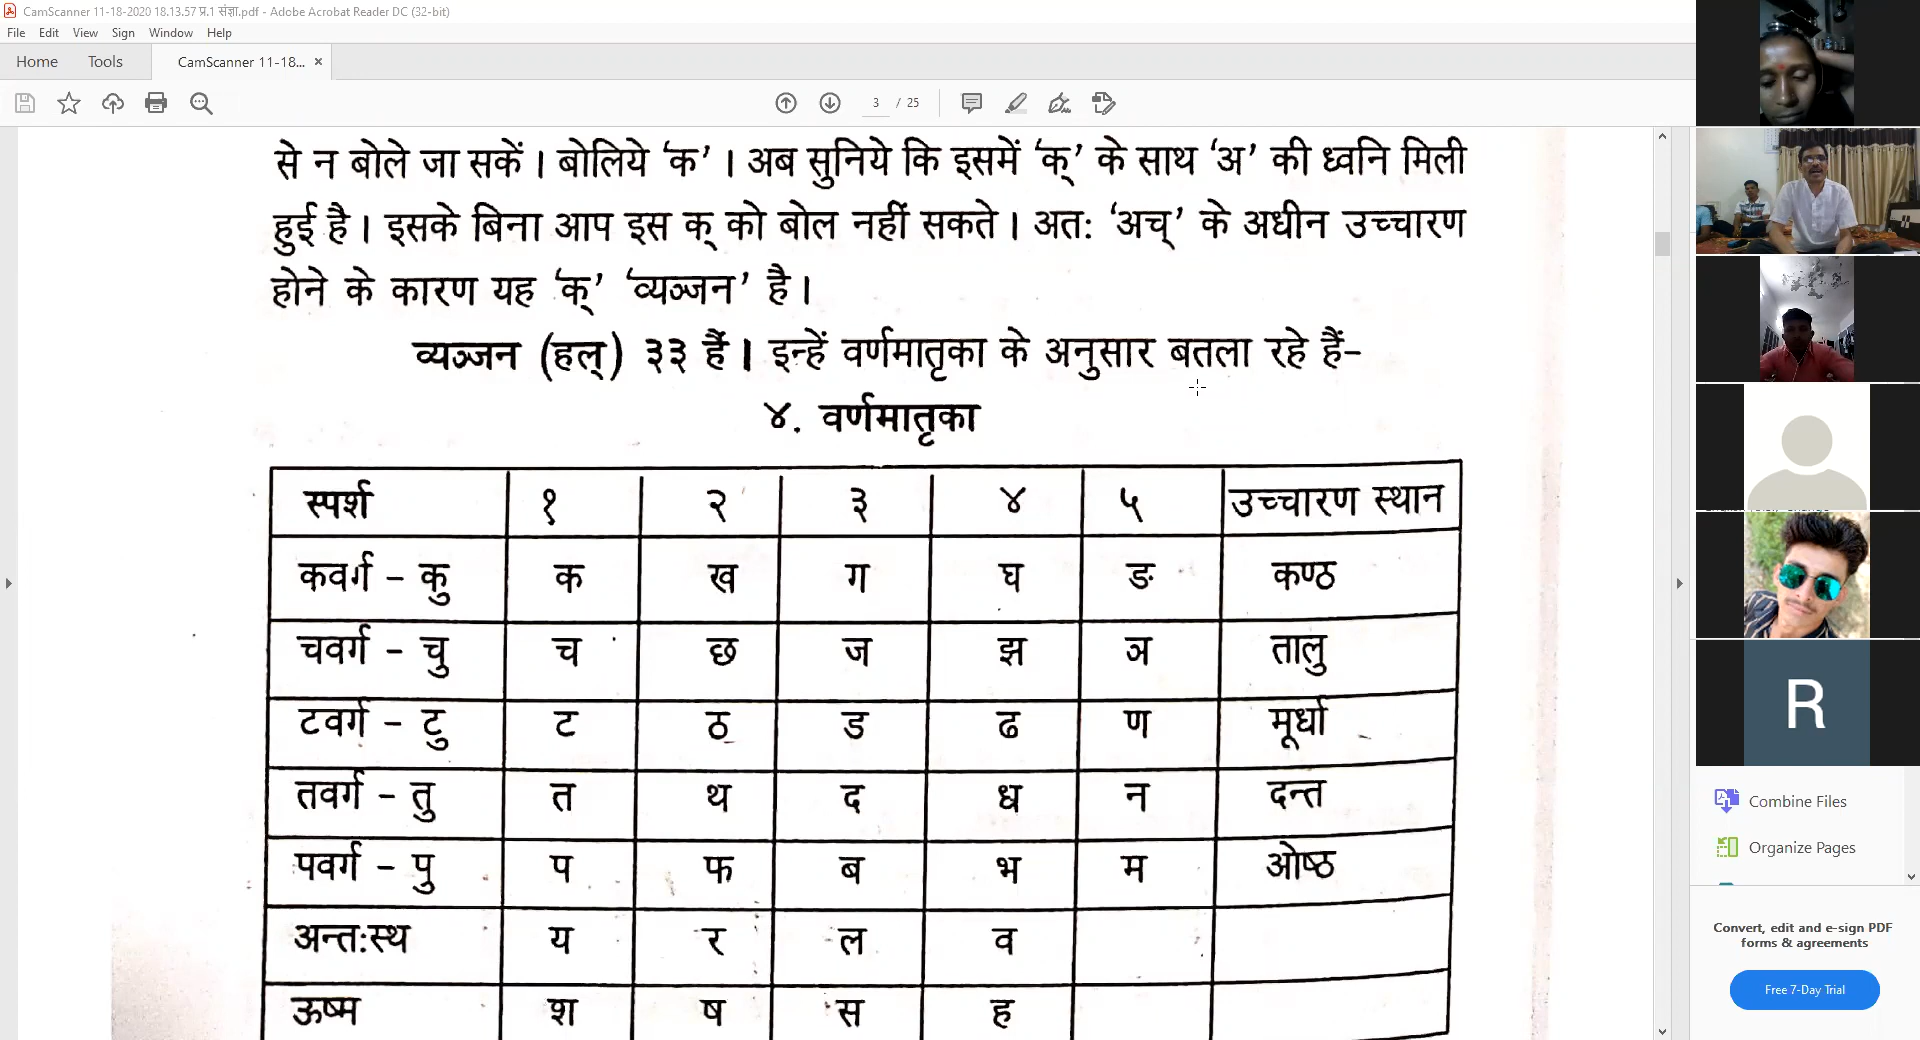 CamScanner 11-18-2020 18.13.57 प्र.1 संज्ञा.pdf - Adobe Acrobat Reader DC (32-bit)
File Edit View Sign Window Help
Home Tools CamScanner 11-18... ×
3 / 25
से न बोले जा सकें । बोलिये ‘क’ । अब सुनिये कि इसमें ‘क्’ के साथ ‘अ’ की ध्वनि मिली
हुई है । इसके बिना आप इस क् को बोल नहीं सकते । अतः ‘अच्’ के अधीन उच्चारण
होने के कारण यह ‘क्’ ‘व्यञ्जन’ है ।
व्यञ्जन (हल्) ३३ हैं । इन्हें वर्णमातृका के अनुसार बतला रहे हैं-
४. वर्णमातृका
स्पर्श १ २ ३ ४ ५ उच्चारण स्थान
कवर्ग - कु क ख ग घ ङ कण्ठ
चवर्ग - चु च छ ज झ ञ तालु
टवर्ग - टु ट ठ ड ढ ण मूर्धा
तवर्ग - तु त थ द ध न दन्त
पवर्ग - पु प फ ब भ म ओष्ठ
अन्तःस्थ य र ल व
ऊष्म श ष स ह
R
Combine Files
Organize Pages
Convert, edit and e-sign PDF
forms & agreements
Free 7-Day Trial